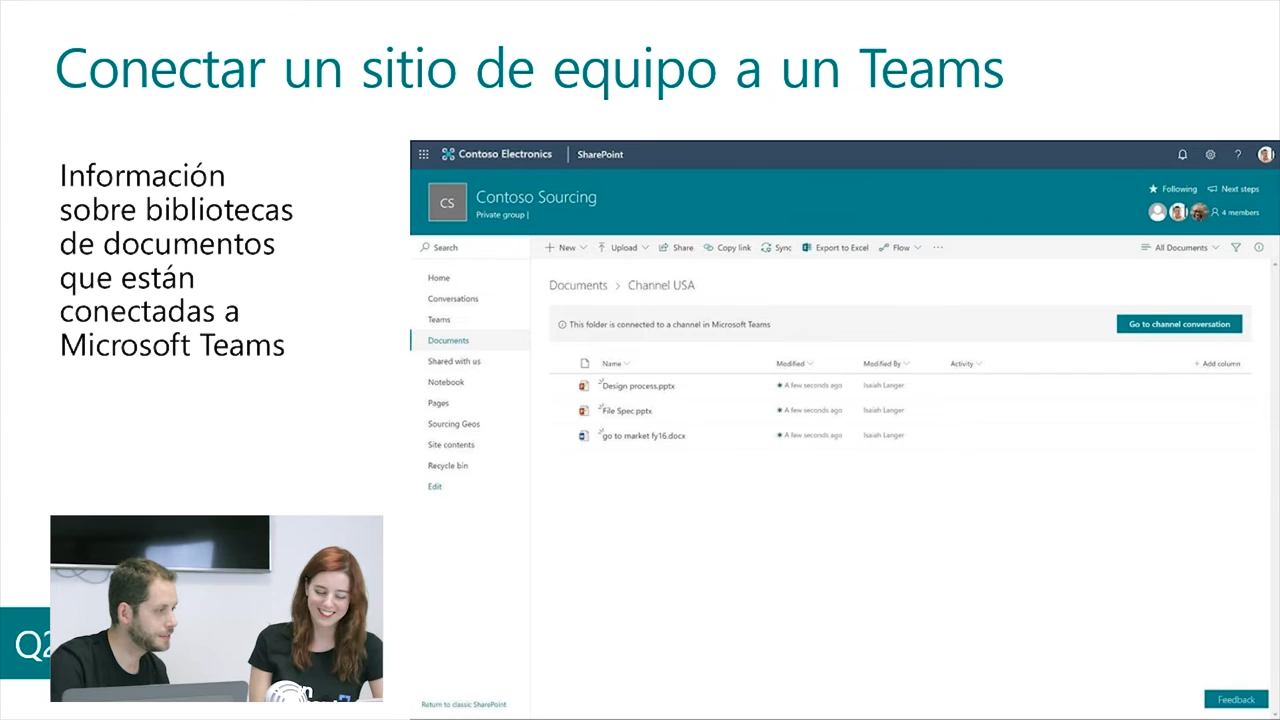 Conectar un sitio de equipo a un Teams
Información
sobre bibliotecas
de documentos
que están
conectadas a
Microsoft Teams
Contoso Electronics SharePoint
CS
Contoso Sourcing
Private group |
Following Next steps
4 members
Search
New Upload Share Copy link Sync Export to Excel Flow ... All Documents
Home
Conversations
Teams
Documents
Shared with us
Notebook
Pages
Sourcing Geos
Site contents
Recycle bin
Edit
Documents > Channel USA
This folder is connected to a channel in Microsoft Teams Go to channel conversation
Name Modified Modified By Activity + Add column
Design process.pptx A few seconds ago Isaiah Langer
File Spec.pptx A few seconds ago Isaiah Langer
go to market fy16.docx A few seconds ago Isaiah Langer
Return to classic SharePoint
Feedback